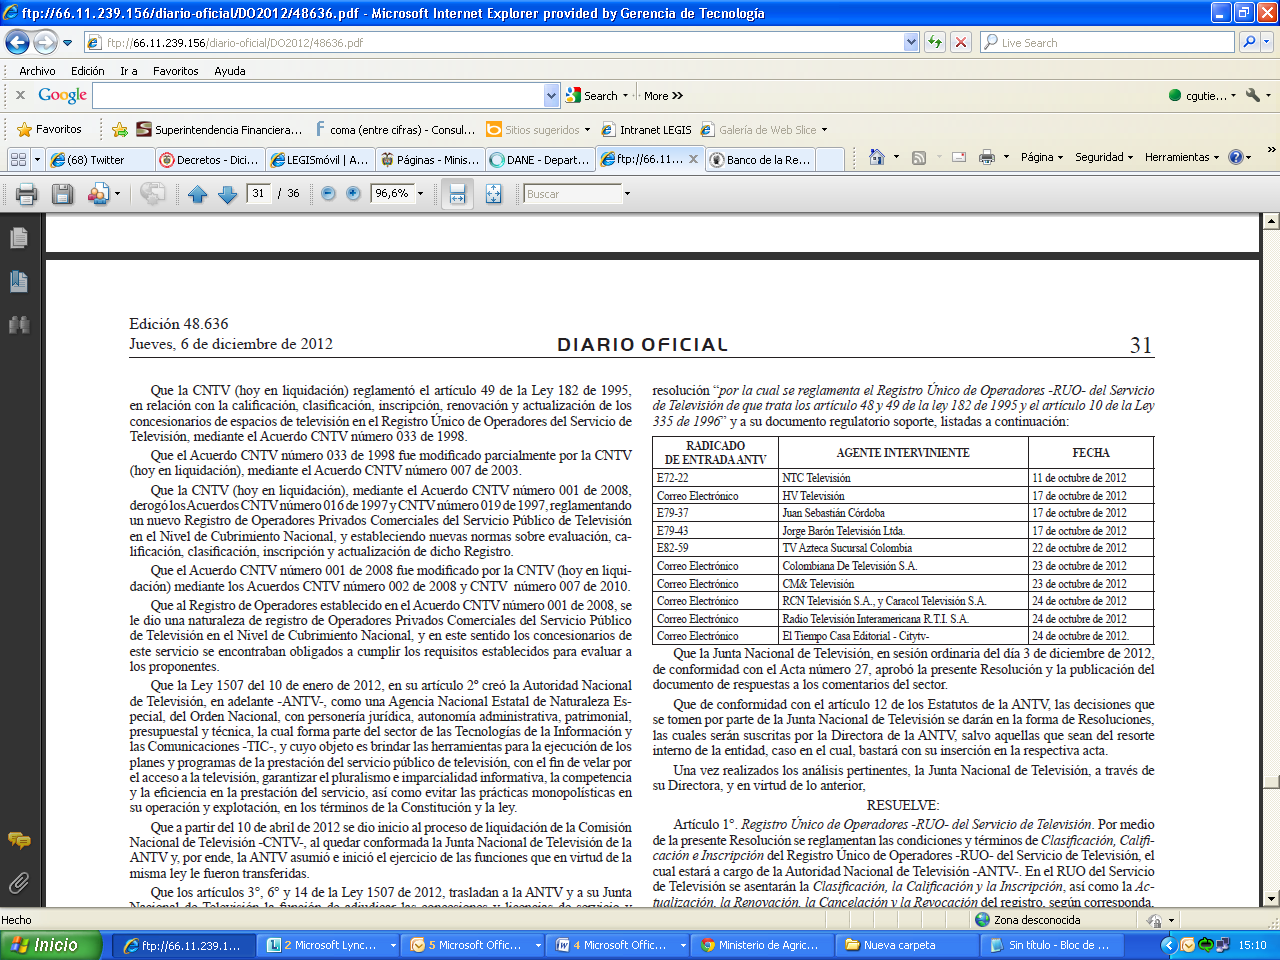 ftp://66.11.239.156/diario-oficial/DO2012/48636.pdf - Microsoft Internet Explorer provided by Gerencia de Tecnología
ftp://66.11.239.156/diario-oficial/DO2012/48636.pdf
Live Search
Archivo Edición Ir a Favoritos Ayuda
x Google Search More >> cgutie...
Favoritos Superintendencia Financiera... coma (entre cifras) - Consul... Sitios sugeridos Intranet LEGIS Galería de Web Slice
(68) Twitter Decretos - Dici... LEGISmóvil | A... Páginas - Minis... DANE - Depart... ftp://66.11.... Banco de la Re... Página Seguridad Herramientas
31 / 36 96,6% Buscar
Edición 48.636
Jueves, 6 de diciembre de 2012 DIARIO OFICIAL 31
Que la CNTV (hoy en liquidación) reglamentó el artículo 49 de la Ley 182 de 1995,
en relación con la calificación, clasificación, inscripción, renovación y actualización de los
concesionarios de espacios de televisión en el Registro Único de Operadores del Servicio de
Televisión, mediante el Acuerdo CNTV número 033 de 1998.
Que el Acuerdo CNTV número 033 de 1998 fue modificado parcialmente por la CNTV
(hoy en liquidación), mediante el Acuerdo CNTV número 007 de 2003.
Que la CNTV (hoy en liquidación), mediante el Acuerdo CNTV número 001 de 2008,
derogó los Acuerdos CNTV número 016 de 1997 y CNTV número 019 de 1997, reglamentando
un nuevo Registro de Operadores Privados Comerciales del Servicio Público de Televisión
en el Nivel de Cubrimiento Nacional, y estableciendo nuevas normas sobre evaluación, ca-
lificación, clasificación, inscripción y actualización de dicho Registro.
Que el Acuerdo CNTV número 001 de 2008 fue modificado por la CNTV (hoy en liqui-
dación) mediante los Acuerdos CNTV número 002 de 2008 y CNTV número 007 de 2010.
Que al Registro de Operadores establecido en el Acuerdo CNTV número 001 de 2008, se
le dio una naturaleza de registro de Operadores Privados Comerciales del Servicio Público
de Televisión en el Nivel de Cubrimiento Nacional, y en este sentido los concesionarios de
este servicio se encontraban obligados a cumplir los requisitos establecidos para evaluar a
los proponentes.
Que la Ley 1507 del 10 de enero de 2012, en su artículo 2° creó la Autoridad Nacional
de Televisión, en adelante -ANTV-, como una Agencia Nacional Estatal de Naturaleza Es-
pecial, del Orden Nacional, con personería jurídica, autonomía administrativa, patrimonial,
presupuestal y técnica, la cual forma parte del sector de las Tecnologías de la Información y
las Comunicaciones -TIC-, y cuyo objeto es brindar las herramientas para la ejecución de los
planes y programas de la prestación del servicio público de televisión, con el fin de velar por
el acceso a la televisión, garantizar el pluralismo e imparcialidad informativa, la competencia
y la eficiencia en la prestación del servicio, así como evitar las prácticas monopolísticas en
su operación y explotación, en los términos de la Constitución y la ley.
Que a partir del 10 de abril de 2012 se dio inicio al proceso de liquidación de la Comisión
Nacional de Televisión -CNTV-, al quedar conformada la Junta Nacional de Televisión de la
ANTV y, por ende, la ANTV asumió e inició el ejercicio de las funciones que en virtud de la
misma ley le fueron transferidas.
Que los artículos 3°, 6° y 14 de la Ley 1507 de 2012, trasladan a la ANTV y a su Junta
Nacional de Televisión la función de adjudicar las concesiones y licencias de servicio y
resolución “por la cual se reglamenta el Registro Único de Operadores -RUO- del Servicio
de Televisión de que trata los artículo 48 y 49 de la ley 182 de 1995 y el artículo 10 de la Ley
335 de 1996” y a su documento regulatorio soporte, listadas a continuación:
RADICADO
DE ENTRADA ANTV AGENTE INTERVINIENTE FECHA
E72-22 NTC Televisión 11 de octubre de 2012
Correo Electrónico HV Televisión 17 de octubre de 2012
E79-37 Juan Sebastián Córdoba 17 de octubre de 2012
E79-43 Jorge Barón Televisión Ltda. 17 de octubre de 2012
E82-59 TV Azteca Sucursal Colombia 22 de octubre de 2012
Correo Electrónico Colombiana De Televisión S.A. 23 de octubre de 2012
Correo Electrónico CM& Televisión 23 de octubre de 2012
Correo Electrónico RCN Televisión S.A., y Caracol Televisión S.A. 24 de octubre de 2012
Correo Electrónico Radio Televisión Interamericana R.T.I. S.A. 24 de octubre de 2012
Correo Electrónico El Tiempo Casa Editorial - Citytv- 24 de octubre de 2012.
Que la Junta Nacional de Televisión, en sesión ordinaria del día 3 de diciembre de 2012,
de conformidad con el Acta número 27, aprobó la presente Resolución y la publicación del
documento de respuestas a los comentarios del sector.
Que de conformidad con el artículo 12 de los Estatutos de la ANTV, las decisiones que
se tomen por parte de la Junta Nacional de Televisión se darán en la forma de Resoluciones,
las cuales serán suscritas por la Directora de la ANTV, salvo aquellas que sean del resorte
interno de la entidad, caso en el cual, bastará con su inserción en la respectiva acta.
Una vez realizados los análisis pertinentes, la Junta Nacional de Televisión, a través de
su Directora, y en virtud de lo anterior,
RESUELVE:
Artículo 1°. Registro Único de Operadores -RUO- del Servicio de Televisión. Por medio
de la presente Resolución se reglamentan las condiciones y términos de Clasificación, Califi-
cación e Inscripción del Registro Único de Operadores -RUO- del Servicio de Televisión, el
cual estará a cargo de la Autoridad Nacional de Televisión -ANTV-. En el RUO del Servicio
de Televisión se asentarán la Clasificación, la Calificación y la Inscripción, así como la Ac-
tualización, la Renovación, la Cancelación y la Revocación del registro, según corresponda,
Hecho Zona desconocida
Inicio ftp://66.11.239.1... 2 Microsoft Lync... 5 Microsoft Offic... 4 Microsoft Offic... Ministerio de Agric... Nueva carpeta Sin título - Bloc de ... 15:10